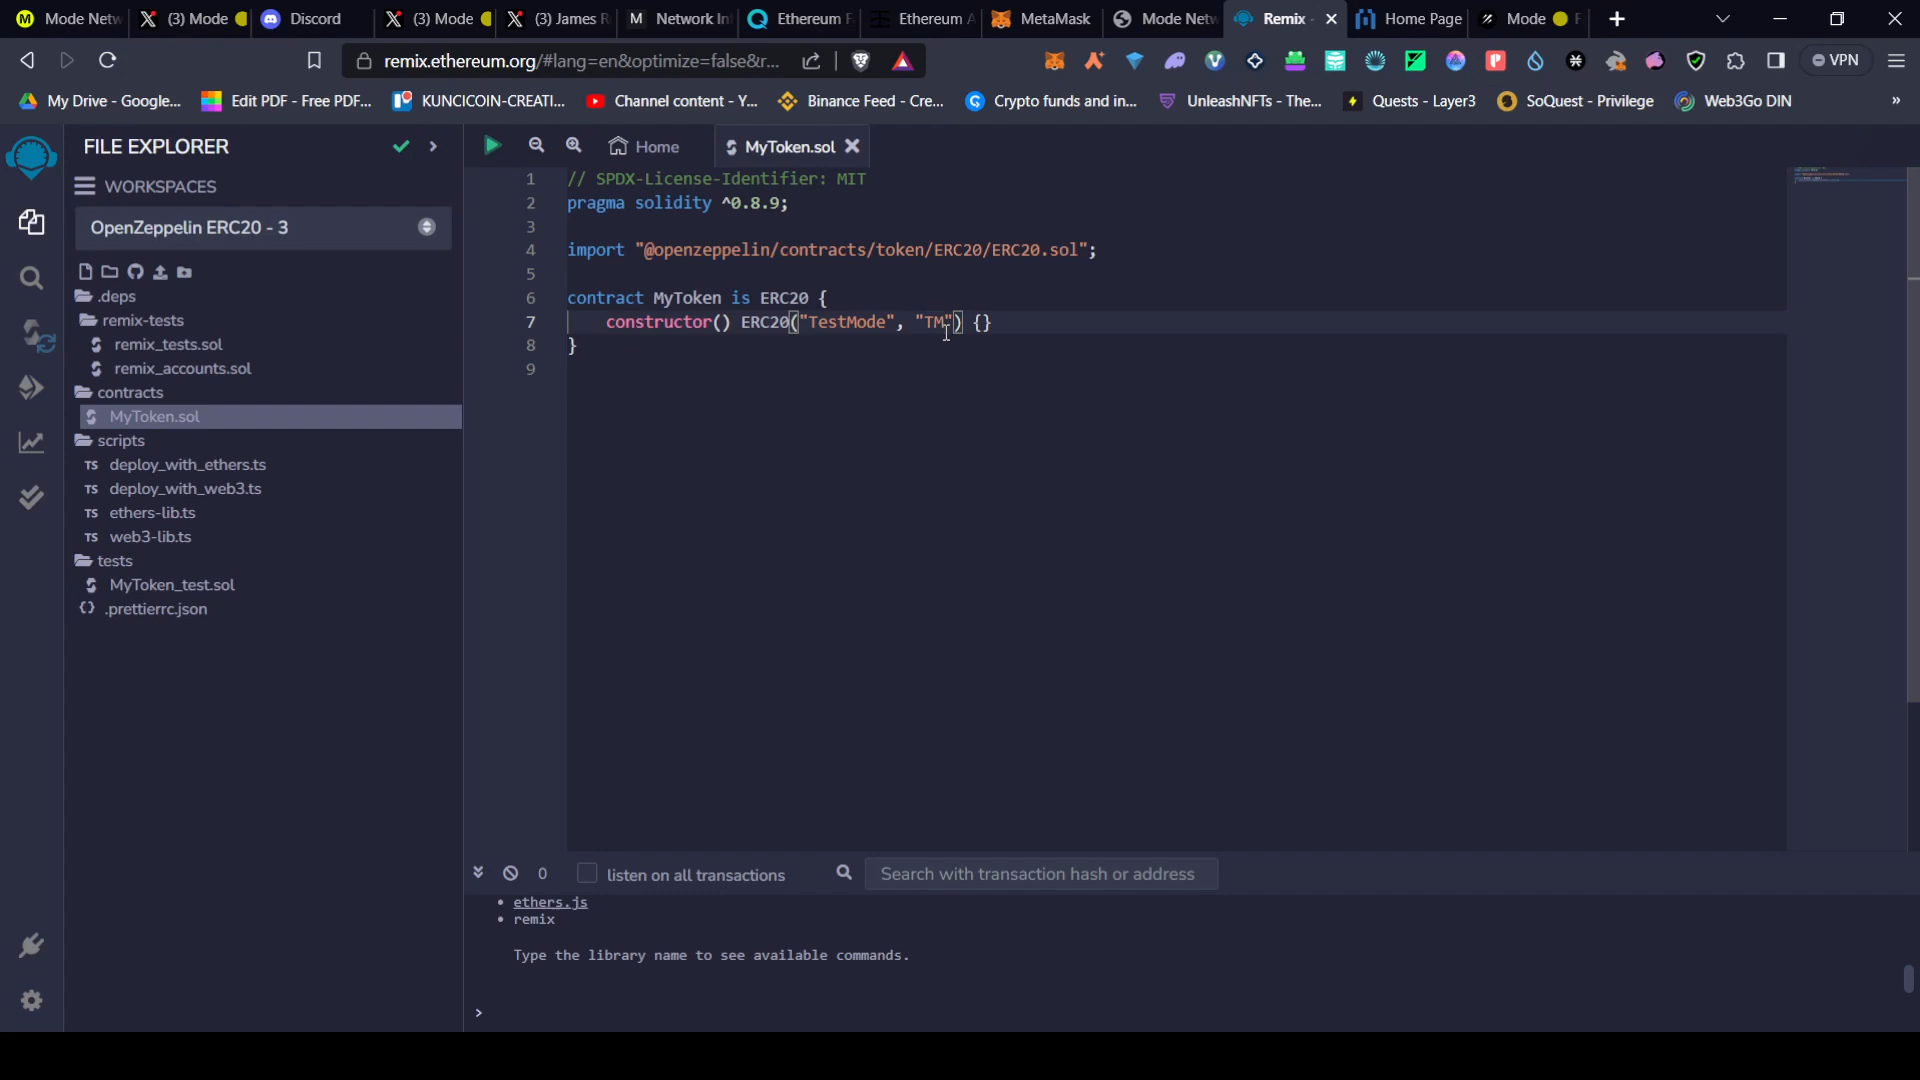 Mode Netw
(3) Mode
Discord
(3) Mode
(3) James R
Network In
Ethereum F
Ethereum A
MetaMask
Mode Netw
Remix -
Home Page
Mode
remix.ethereum.org/#lang=en&optimize=false&r...
VPN
My Drive - Google...
Edit PDF - Free PDF...
KUNCICOIN-CREATI...
Channel content - Y...
Binance Feed - Cre...
Crypto funds and in...
UnleashNFTs - The...
Quests - Layer3
SoQuest - Privilege
Web3Go DIN
»
FILE EXPLORER
WORKSPACES
OpenZeppelin ERC20 - 3
.deps
remix-tests
remix_tests.sol
remix_accounts.sol
contracts
MyToken.sol
scripts
TS deploy_with_ethers.ts
TS deploy_with_web3.ts
TS ethers-lib.ts
TS web3-lib.ts
tests
MyToken_test.sol
{} .prettierrc.json
Home
MyToken.sol
1 // SPDX-License-Identifier: MIT
2 pragma solidity ^0.8.9;
3
4 import "@openzeppelin/contracts/token/ERC20/ERC20.sol";
5
6 contract MyToken is ERC20 {
7 constructor() ERC20("TestMode", "TM") {}
8 }
9
0
listen on all transactions
Search with transaction hash or address
• ethers.js
• remix
Type the library name to see available commands.
>